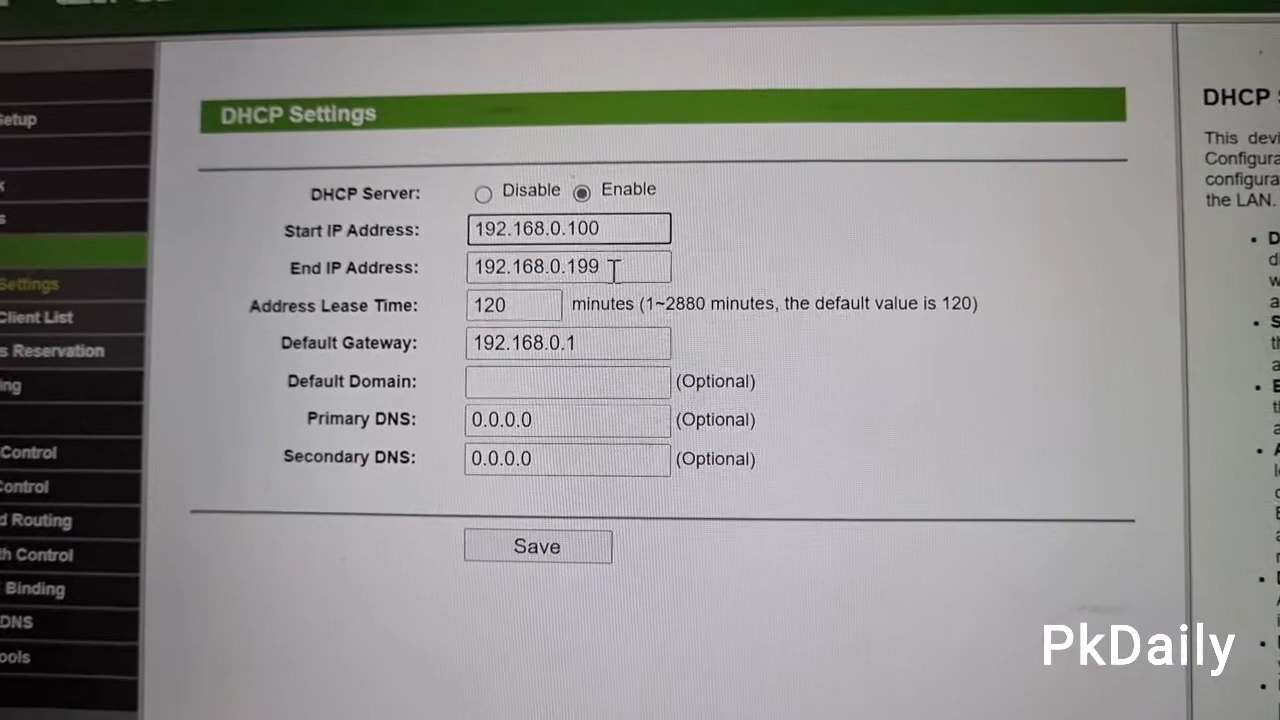 DHCP Settings
DHCP Server: Disable Enable
Start IP Address: 192.168.0.100
End IP Address: 192.168.0.199
Address Lease Time: 120 minutes (1~2880 minutes, the default value is 120)
Default Gateway: 192.168.0.1
Default Domain: (Optional)
Primary DNS: 0.0.0.0 (Optional)
Secondary DNS: 0.0.0.0 (Optional)
Save
Settings
Client List
s Reservation
Control
Control
d Routing
th Control
Binding
DNS
ools
DHCP
This devi
Configura
configura
the LAN.
PkDaily